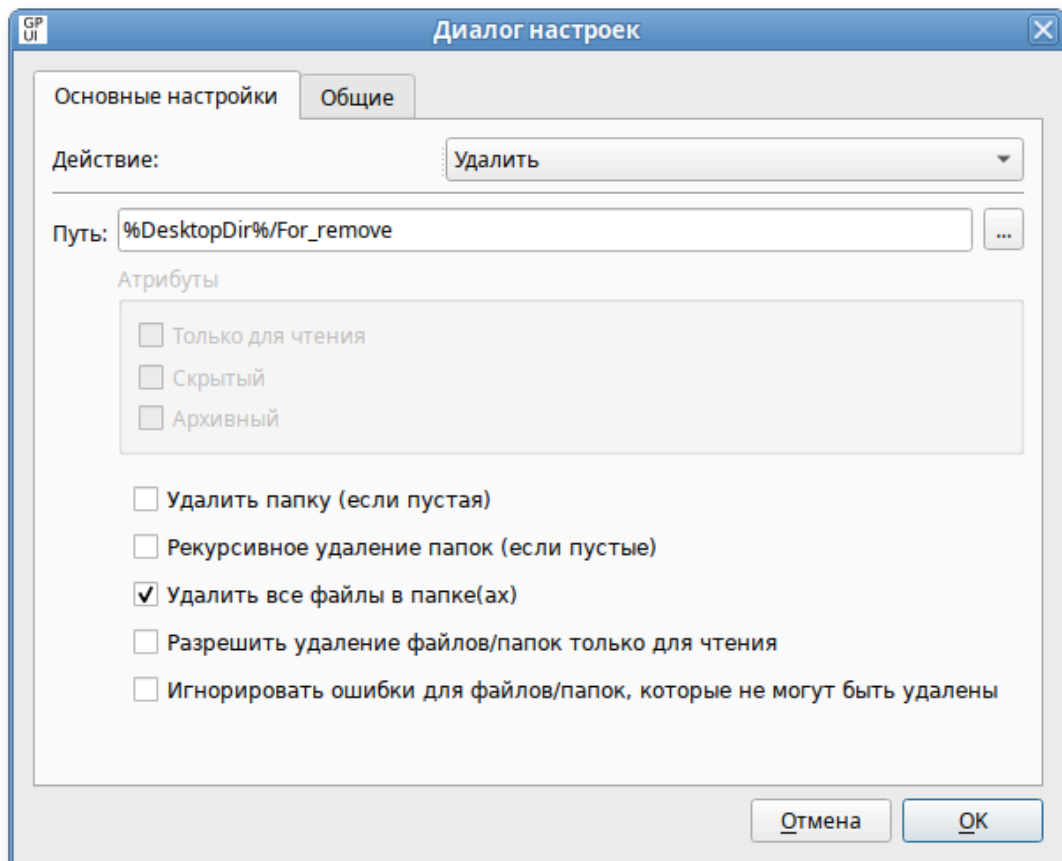 GP
UI
Диалог настроек
Основные настройки
Общие
Действие:
Удалить
Путь:
%DesktopDir%/For_remove
...
Атрибуты
Только для чтения
Скрытый
Архивный
Удалить папку (если пустая)
Рекурсивное удаление папок (если пустые)
Удалить все файлы в папке(ах)
Разрешить удаление файлов/папок только для чтения
Игнорировать ошибки для файлов/папок, которые не могут быть удалены
Отмена
OK